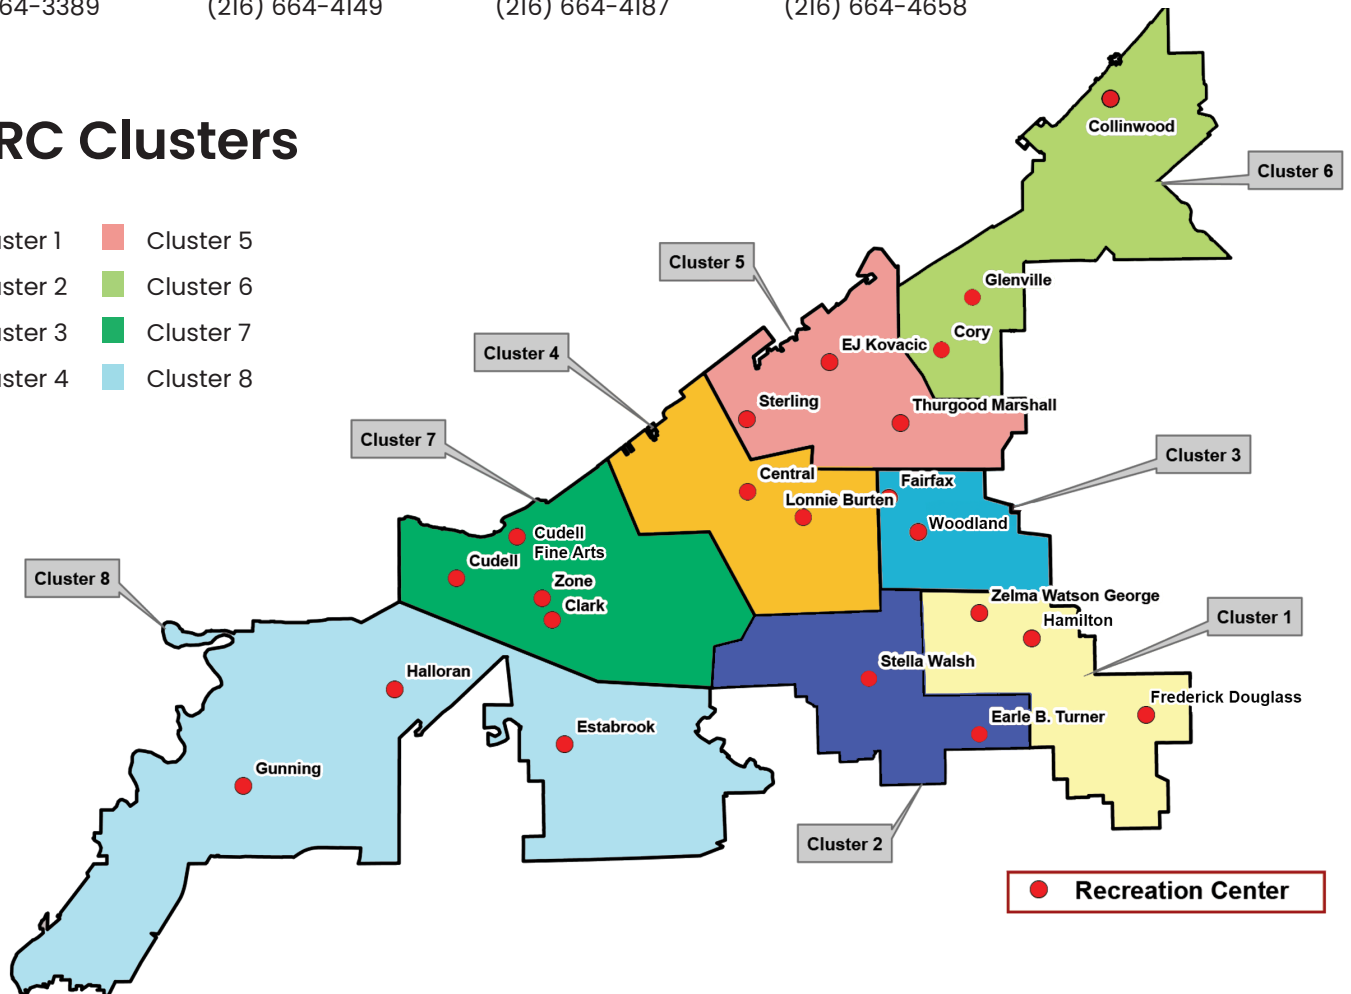 64-3389 (216) 664-4149 (216) 664-4187 (216) 664-4658
RC Clusters
ster 1 Cluster 5
ster 2 Cluster 6
ster 3 Cluster 7
ster 4 Cluster 8
Collinwood
Cluster 6
Cluster 5
Glenville
Cory
EJ Kovacic
Cluster 4
Sterling
Thurgood Marshall
Cluster 7
Cluster 3
Central
Fairfax
Lonnie Burten
Woodland
Cudell
Fine Arts
Cudell
Zone
Clark
Cluster 8
Zelma Watson George
Hamilton
Cluster 1
Halloran
Stella Walsh
Frederick Douglass
Earle B. Turner
Estabrook
Gunning
Cluster 2
Recreation Center